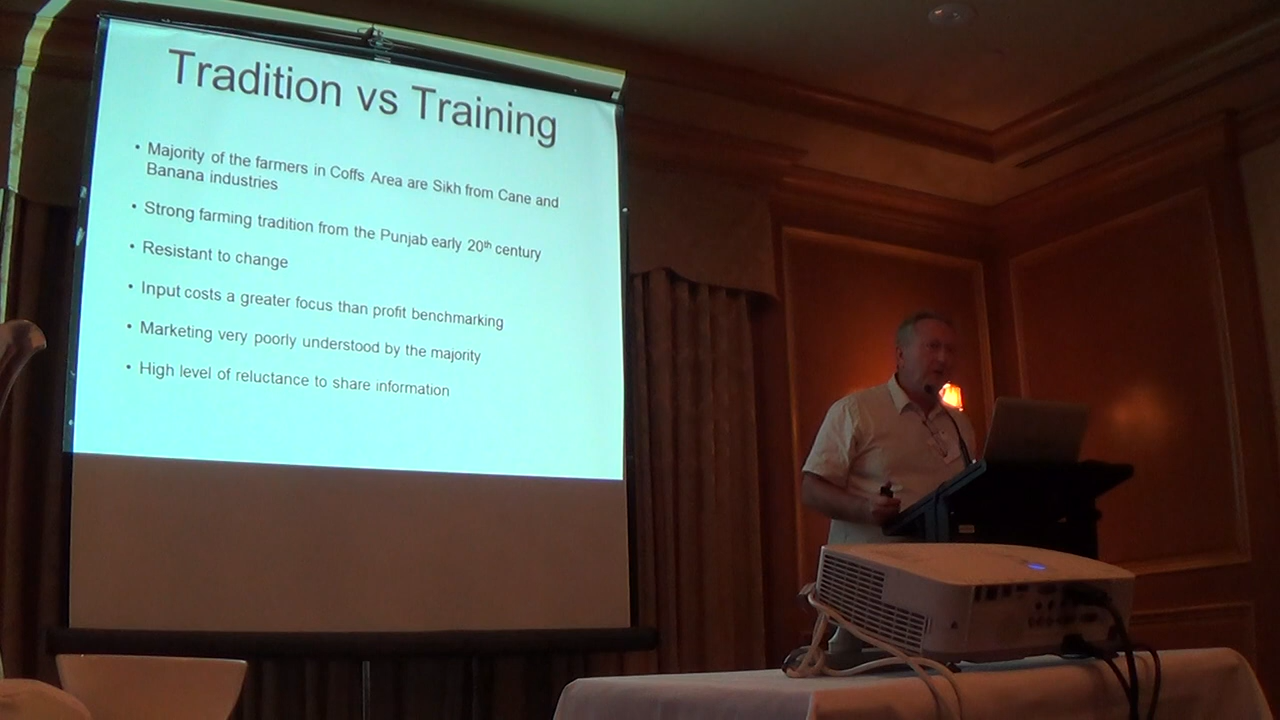 Tradition vs Training
• Majority of the farmers in Coffs Area are Sikh from Cane and
Banana industries
• Strong farming tradition from the Punjab early 20th century
• Resistant to change
• Input costs a greater focus than profit benchmarking
• Marketing very poorly understood by the majority
• High level of reluctance to share information